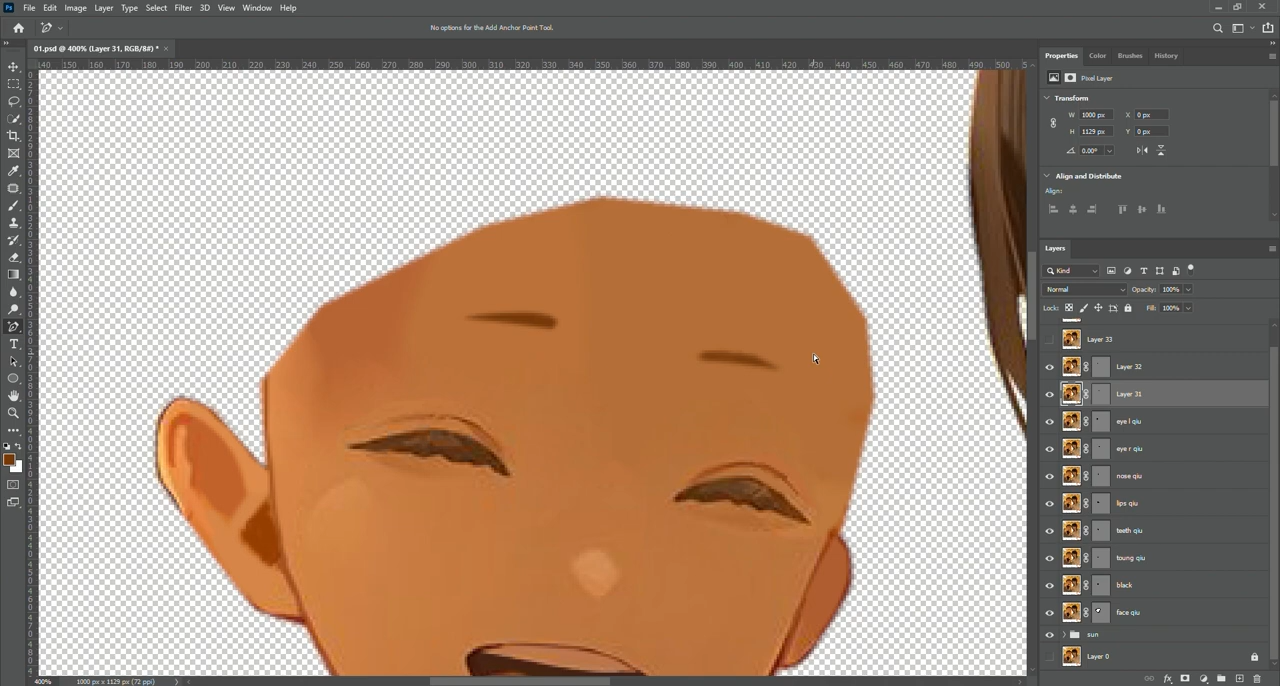 Ps File Edit Image Layer Type Select Filter 3D View Window Help
No options for the Add Anchor Point Tool.
01.psd @ 400% (Layer 31, RGB/8#) * ×
140 150 160 170 180 190 200 210 220 230 240 250 260 270 280 290 300 310 320 330 340 350 360 370 380 390 400 410 420 430 440 450 460 470 480 490 500
Properties Color Brushes History
Pixel Layer
Transform
W 1000 px X 0 px
H 1129 px Y 0 px
0.00°
Align and Distribute
Align:
Layers
Kind
Normal Opacity: 100%
Lock: Fill: 100%
Layer 33
Layer 32
Layer 31
eye l qiu
eye r qiu
nose qiu
lips qiu
teeth qiu
toung qiu
black
face qiu
sun
Layer 0
400% 1000 px x 1129 px (72 ppi)